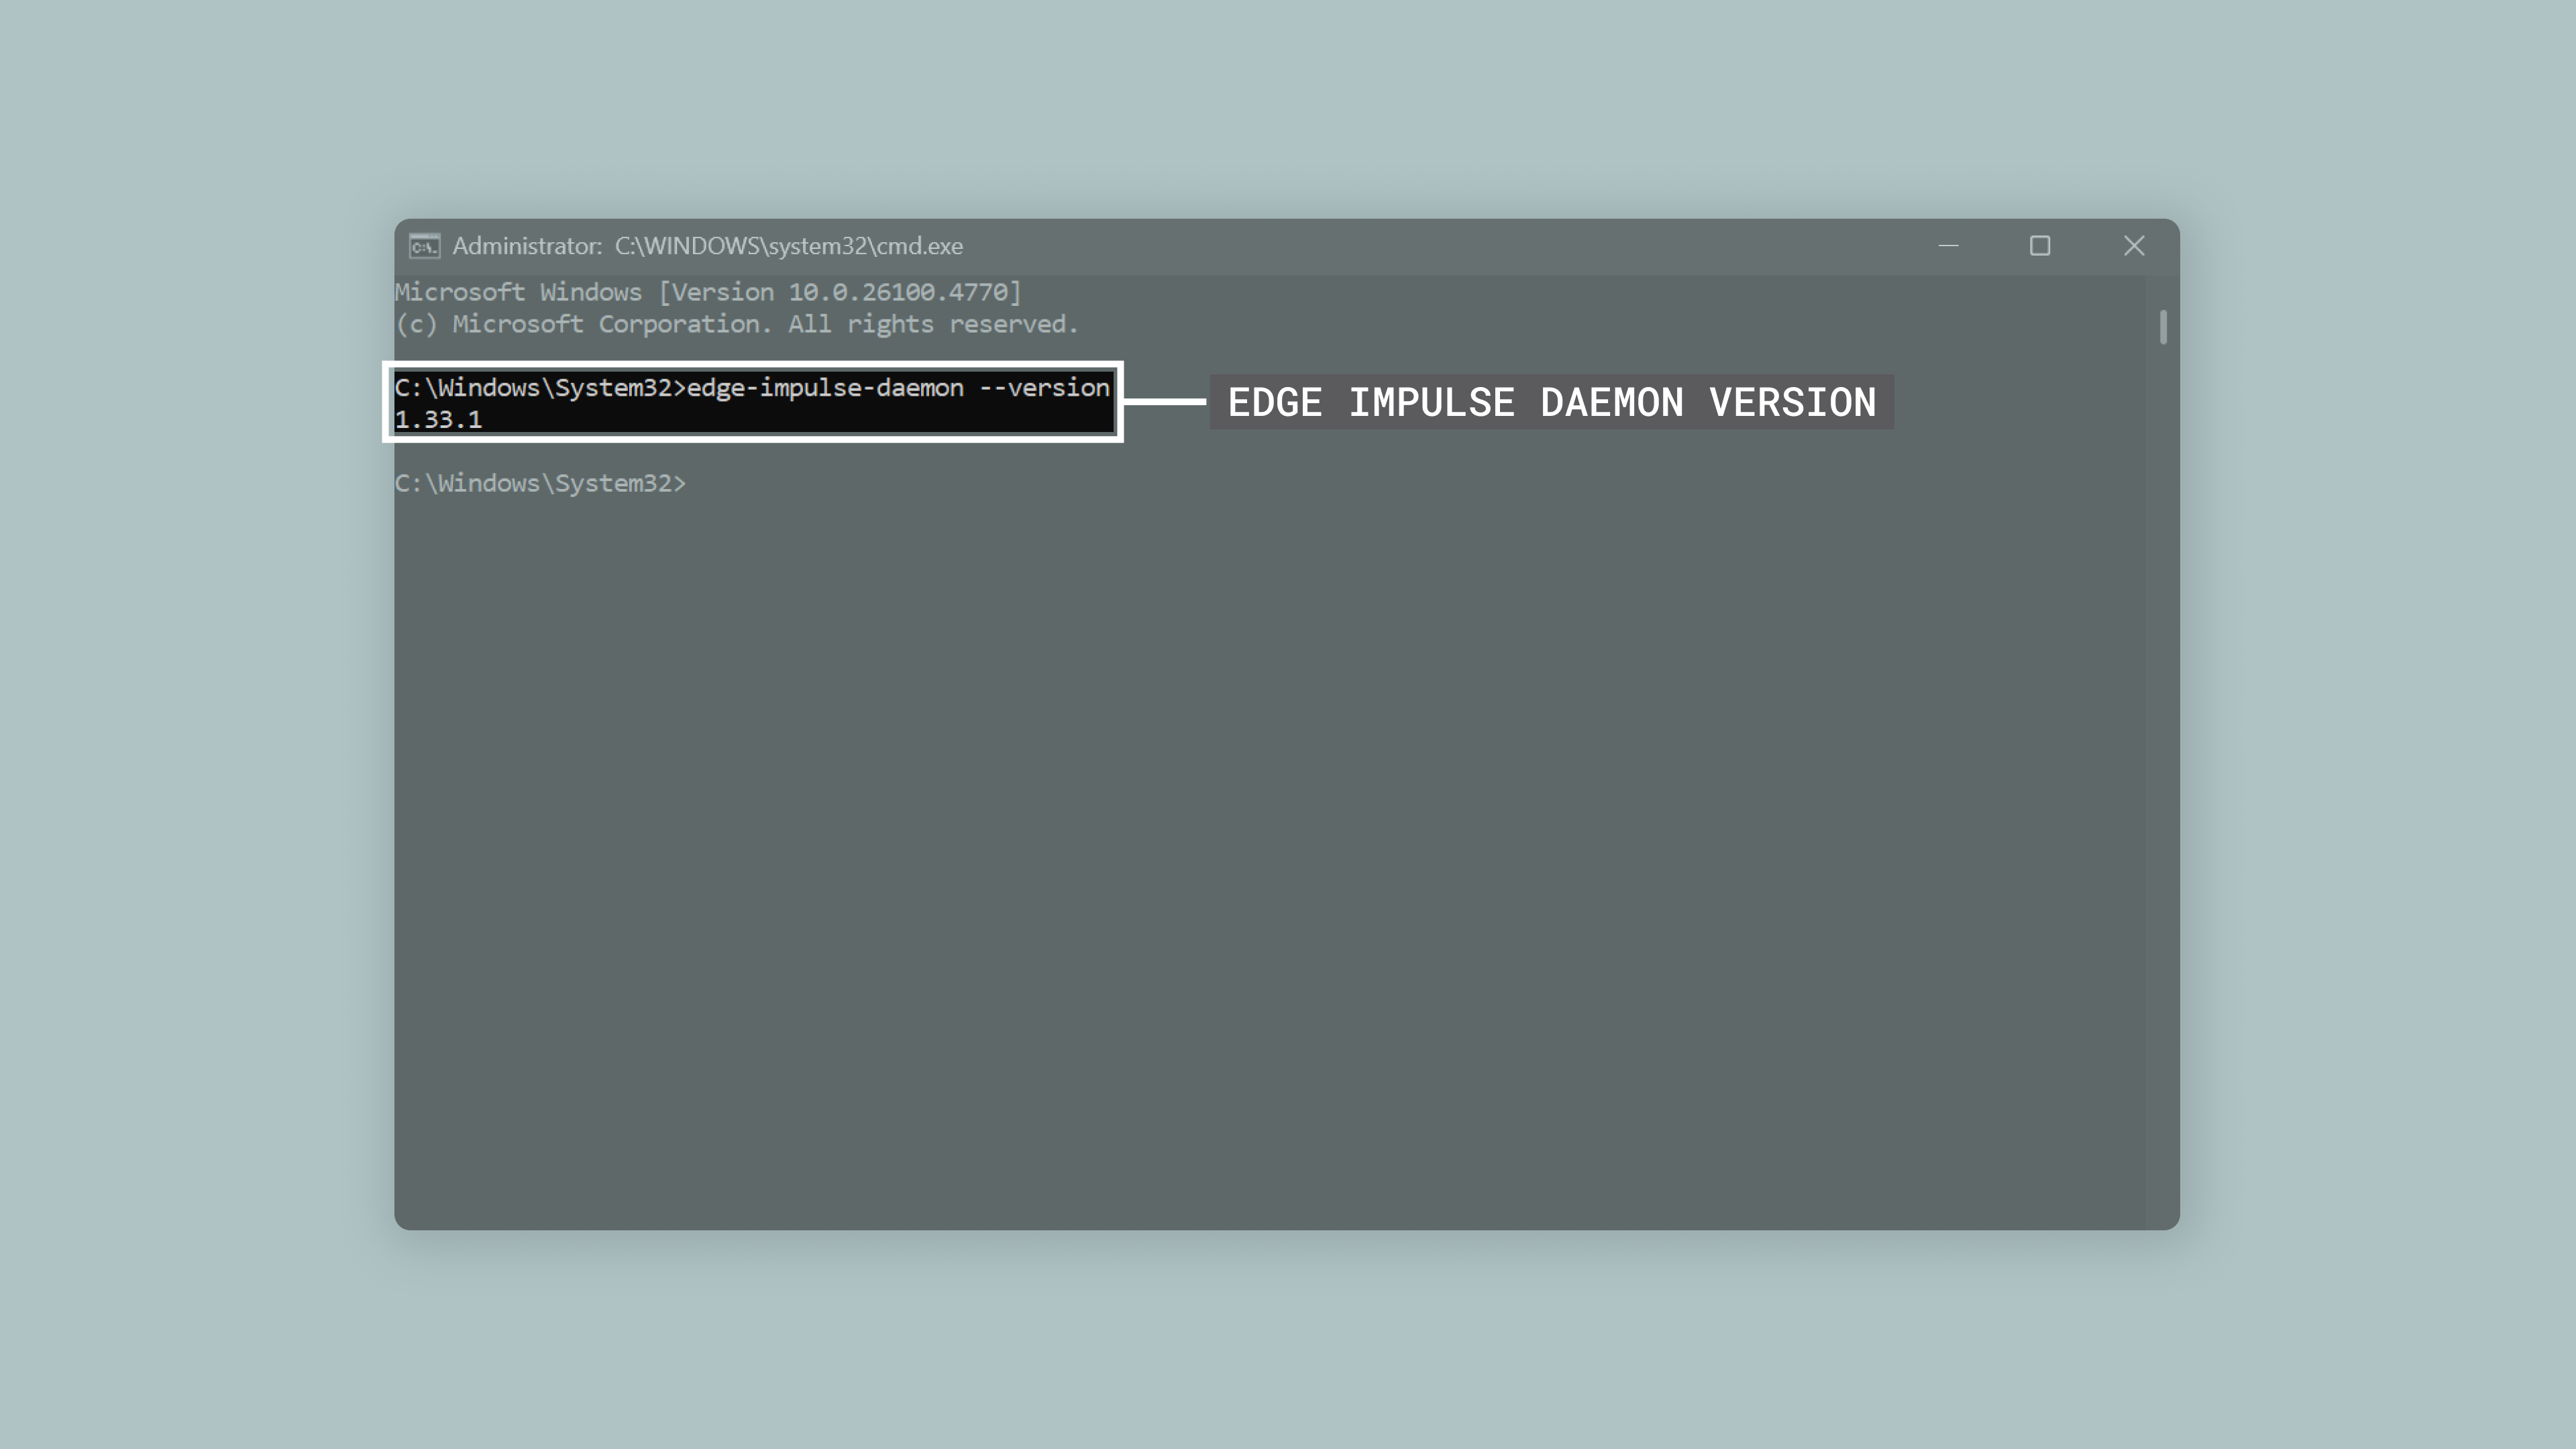 Administrator: C:\WINDOWS\system32\cmd.exe
Microsoft Windows [Version 10.0.26100.4770]
(c) Microsoft Corporation. All rights reserved.
C:\Windows\System32>edge-impulse-daemon --version
1.33.1
EDGE IMPULSE DAEMON VERSION
C:\Windows\System32>